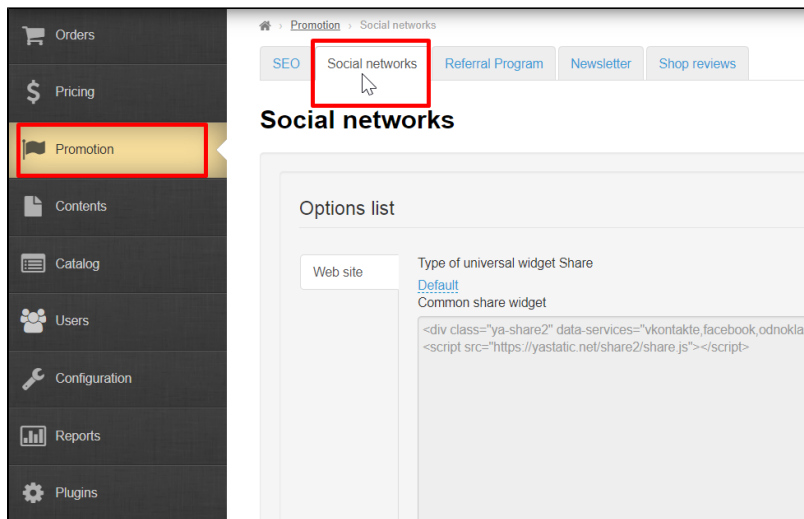 Orders
Pricing
Promotion
Contents
Catalog
Users
Configuration
Reports
Plugins
Promotion Social networks
SEO Social networks Referral Program Newsletter Shop reviews
Social networks
Options list
Web site
Type of universal widget Share
Default
Common share widget
<div class="ya-share2" data-services="vkontakte,facebook,odnokla
<script src="https://yastatic.net/share2/share.js"></script>